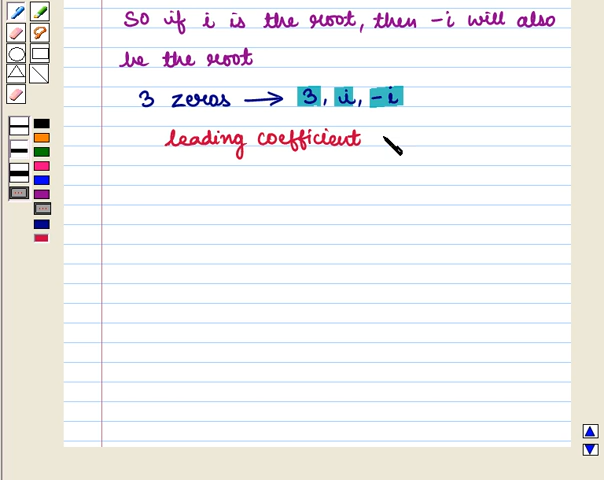 So if i is the root, then -i will also
be the root
3 zeros → 3, i, -i
leading coefficient